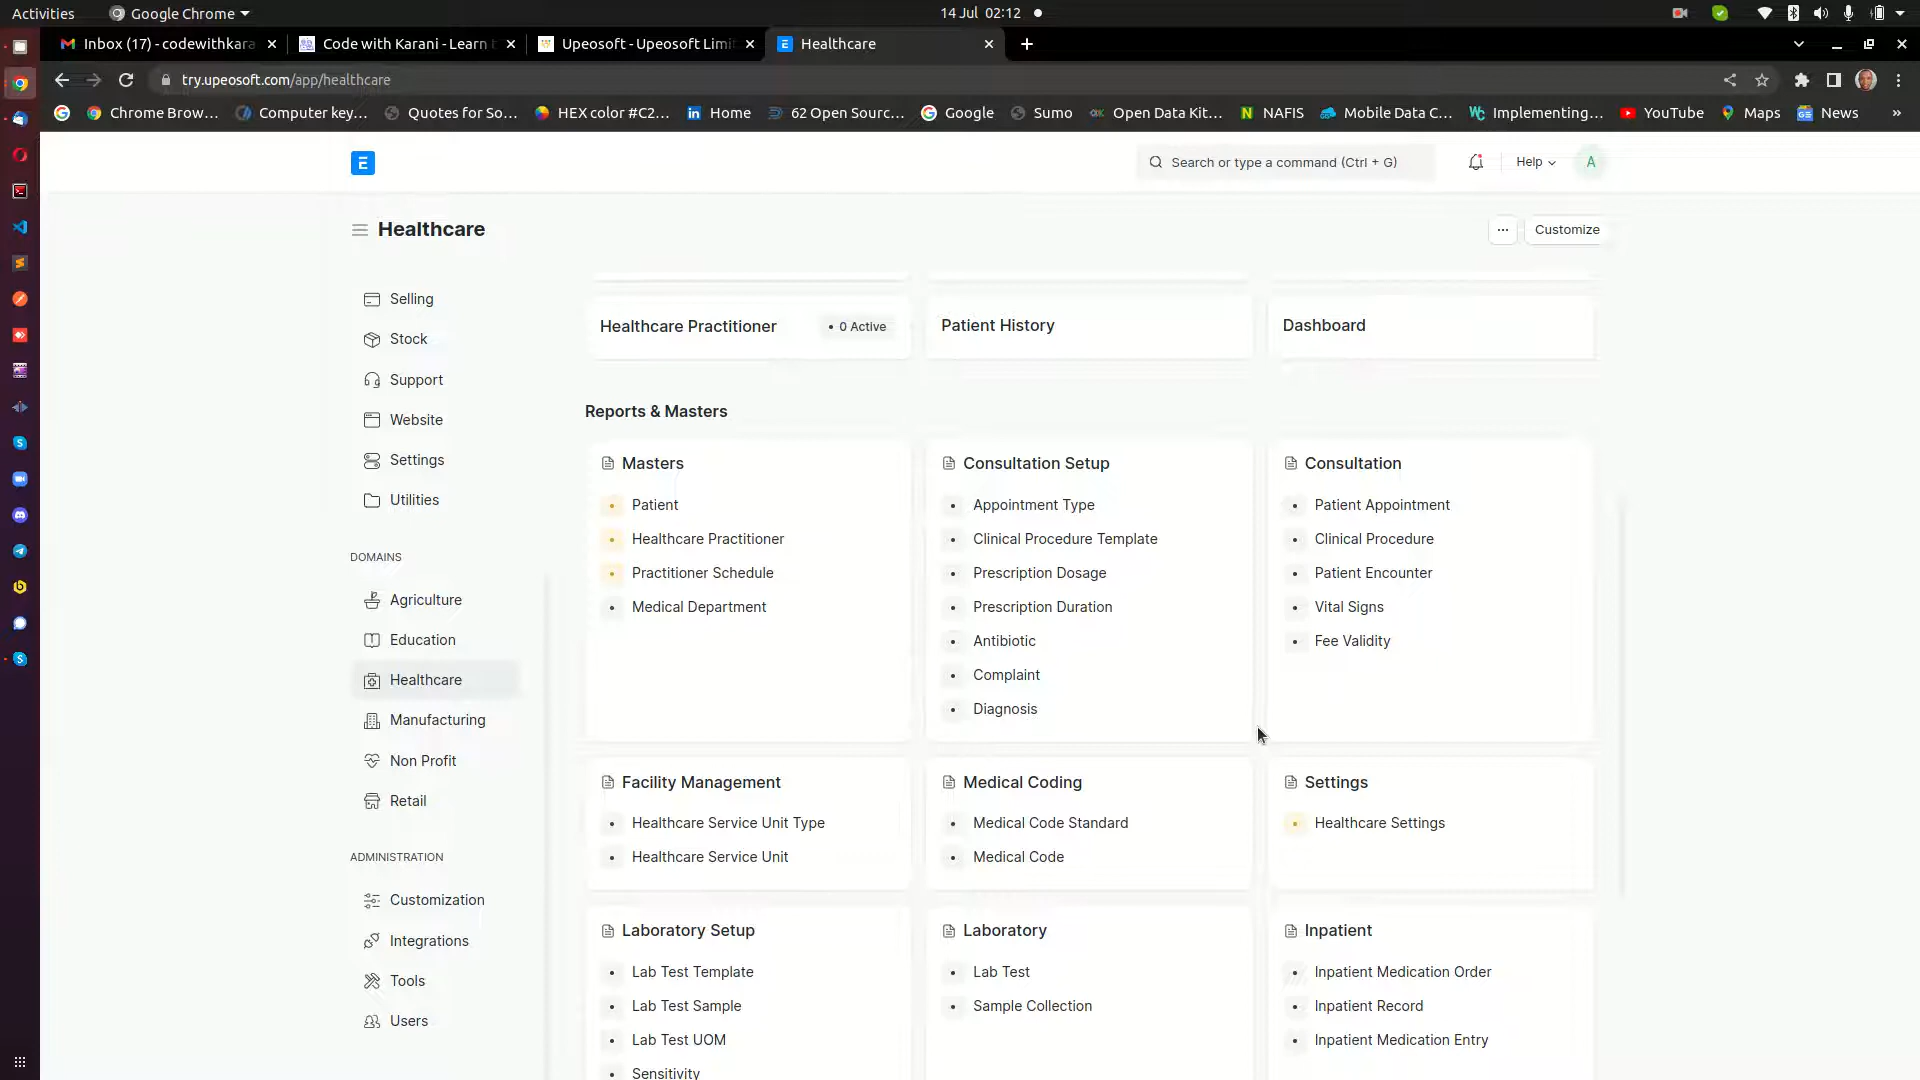 Activities
Google Chrome
14 Jul 02:12
Inbox (17) - codewithkara
Code with Karani - Learn t
Upeosoft - Upeosoft Limit
Healthcare
try.upeosoft.com/app/healthcare
Chrome Brow...
Computer key...
Quotes for So...
HEX color #C2...
Home
62 Open Sourc...
Google
Sumo
Open Data Kit...
NAFIS
Mobile Data C...
Implementing...
YouTube
Maps
News
»
E
Search or type a command (Ctrl + G)
Help
A
Healthcare
...
Customize
Selling
Stock
Support
Website
Settings
Utilities
DOMAINS
Agriculture
Education
Healthcare
Manufacturing
Non Profit
Retail
ADMINISTRATION
Customization
Integrations
Tools
Users
Healthcare Practitioner
• 0 Active
Patient History
Dashboard
Reports & Masters
Masters
Patient
Healthcare Practitioner
Practitioner Schedule
Medical Department
Consultation Setup
Appointment Type
Clinical Procedure Template
Prescription Dosage
Prescription Duration
Antibiotic
Complaint
Diagnosis
Consultation
Patient Appointment
Clinical Procedure
Patient Encounter
Vital Signs
Fee Validity
Facility Management
Healthcare Service Unit Type
Healthcare Service Unit
Medical Coding
Medical Code Standard
Medical Code
Settings
Healthcare Settings
Laboratory Setup
Lab Test Template
Lab Test Sample
Lab Test UOM
Sensitivity
Laboratory
Lab Test
Sample Collection
Inpatient
Inpatient Medication Order
Inpatient Record
Inpatient Medication Entry